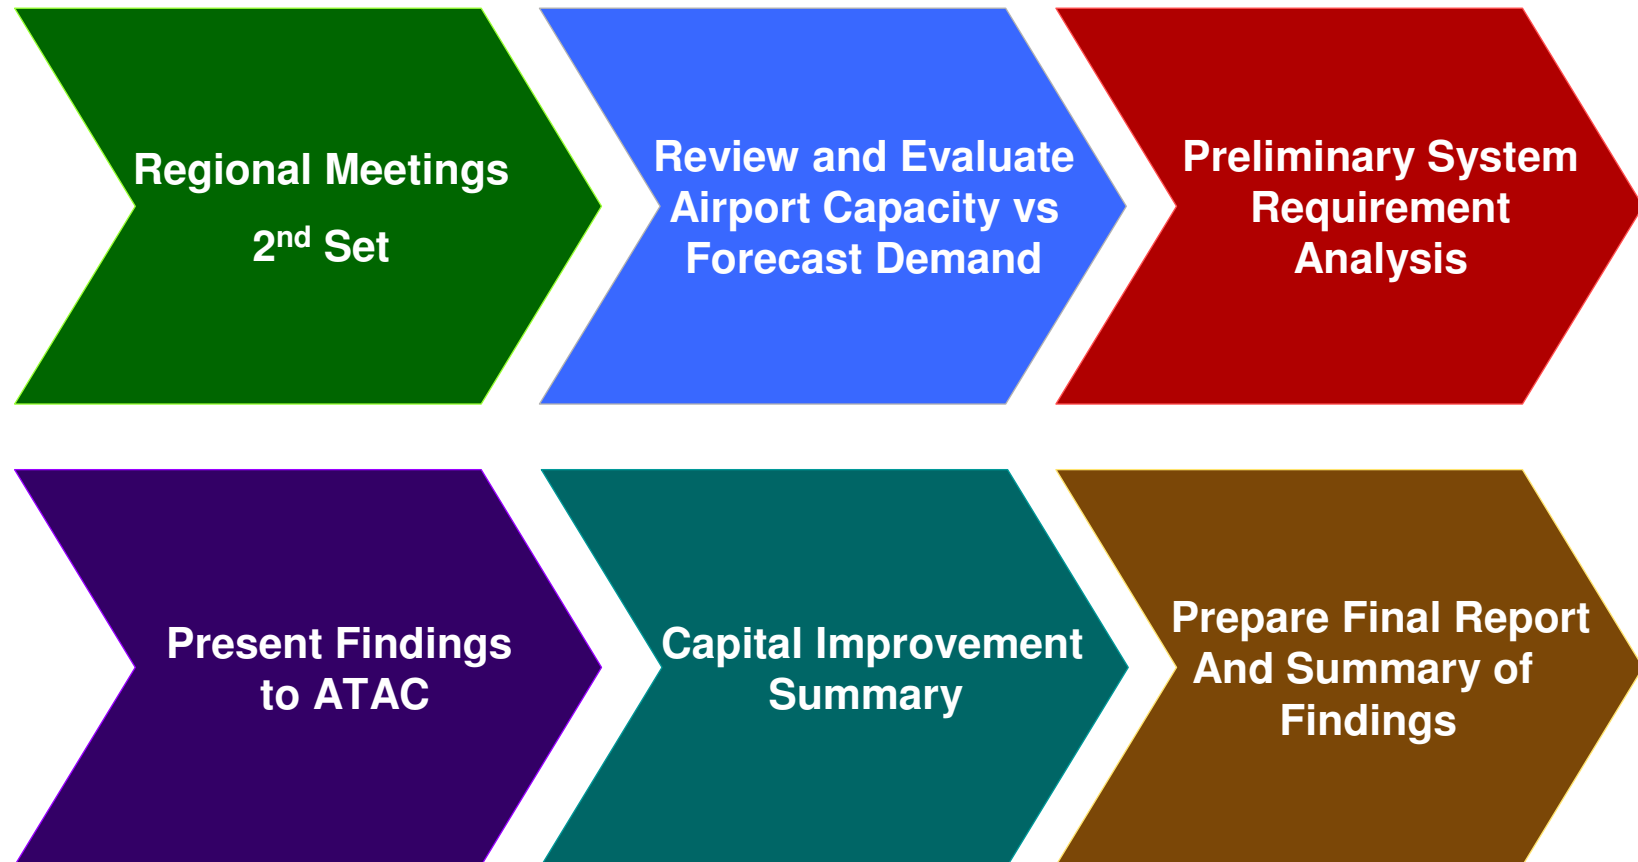 Regional Meetings
2nd Set
Review and Evaluate
Airport Capacity vs
Forecast Demand
Preliminary System
Requirement
Analysis
Present Findings
to ATAC
Capital Improvement
Summary
Prepare Final Report
And Summary of
Findings